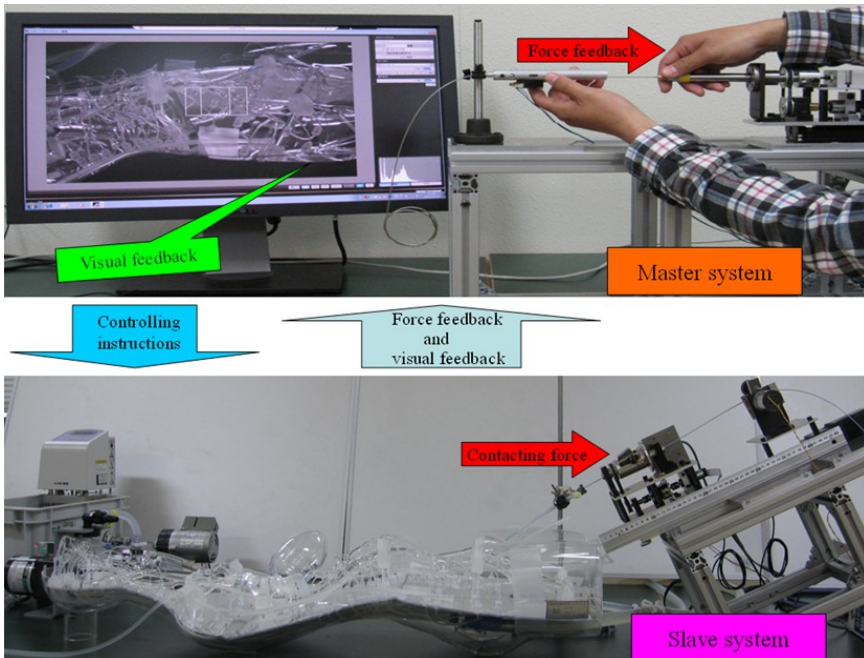 Force feedback
Visual feedback
Master system
Controlling
instructions
Force feedback
and
visual feedback
Contacting force
Slave system